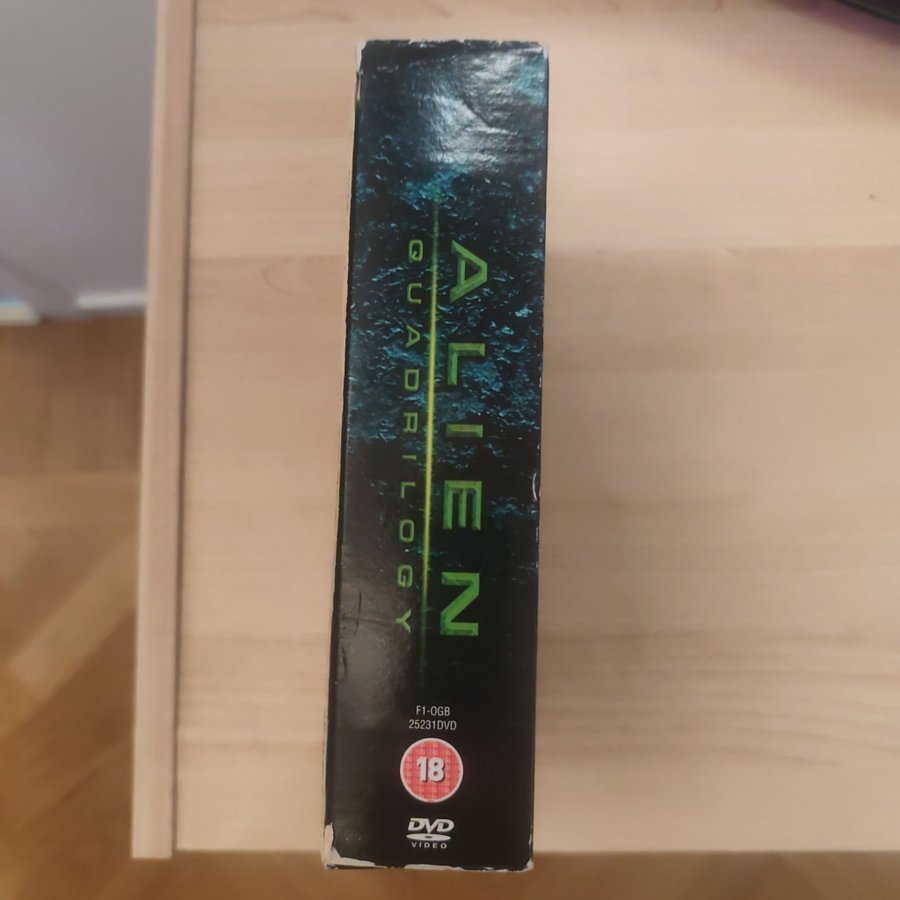 ALIEN
QUADRILOGY
F1-OGB
25231DVD
18
DVD
VIDEO